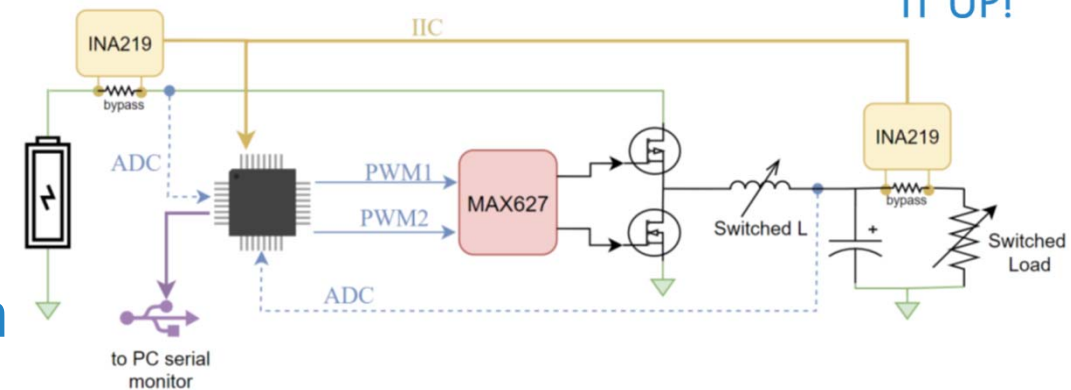 IT UP!
IIC
INA219
bypass
ADC
PWM1
PWM2
MAX627
INA219
bypass
Switched L
+
Switched
Load
ADC
to PC serial
monitor